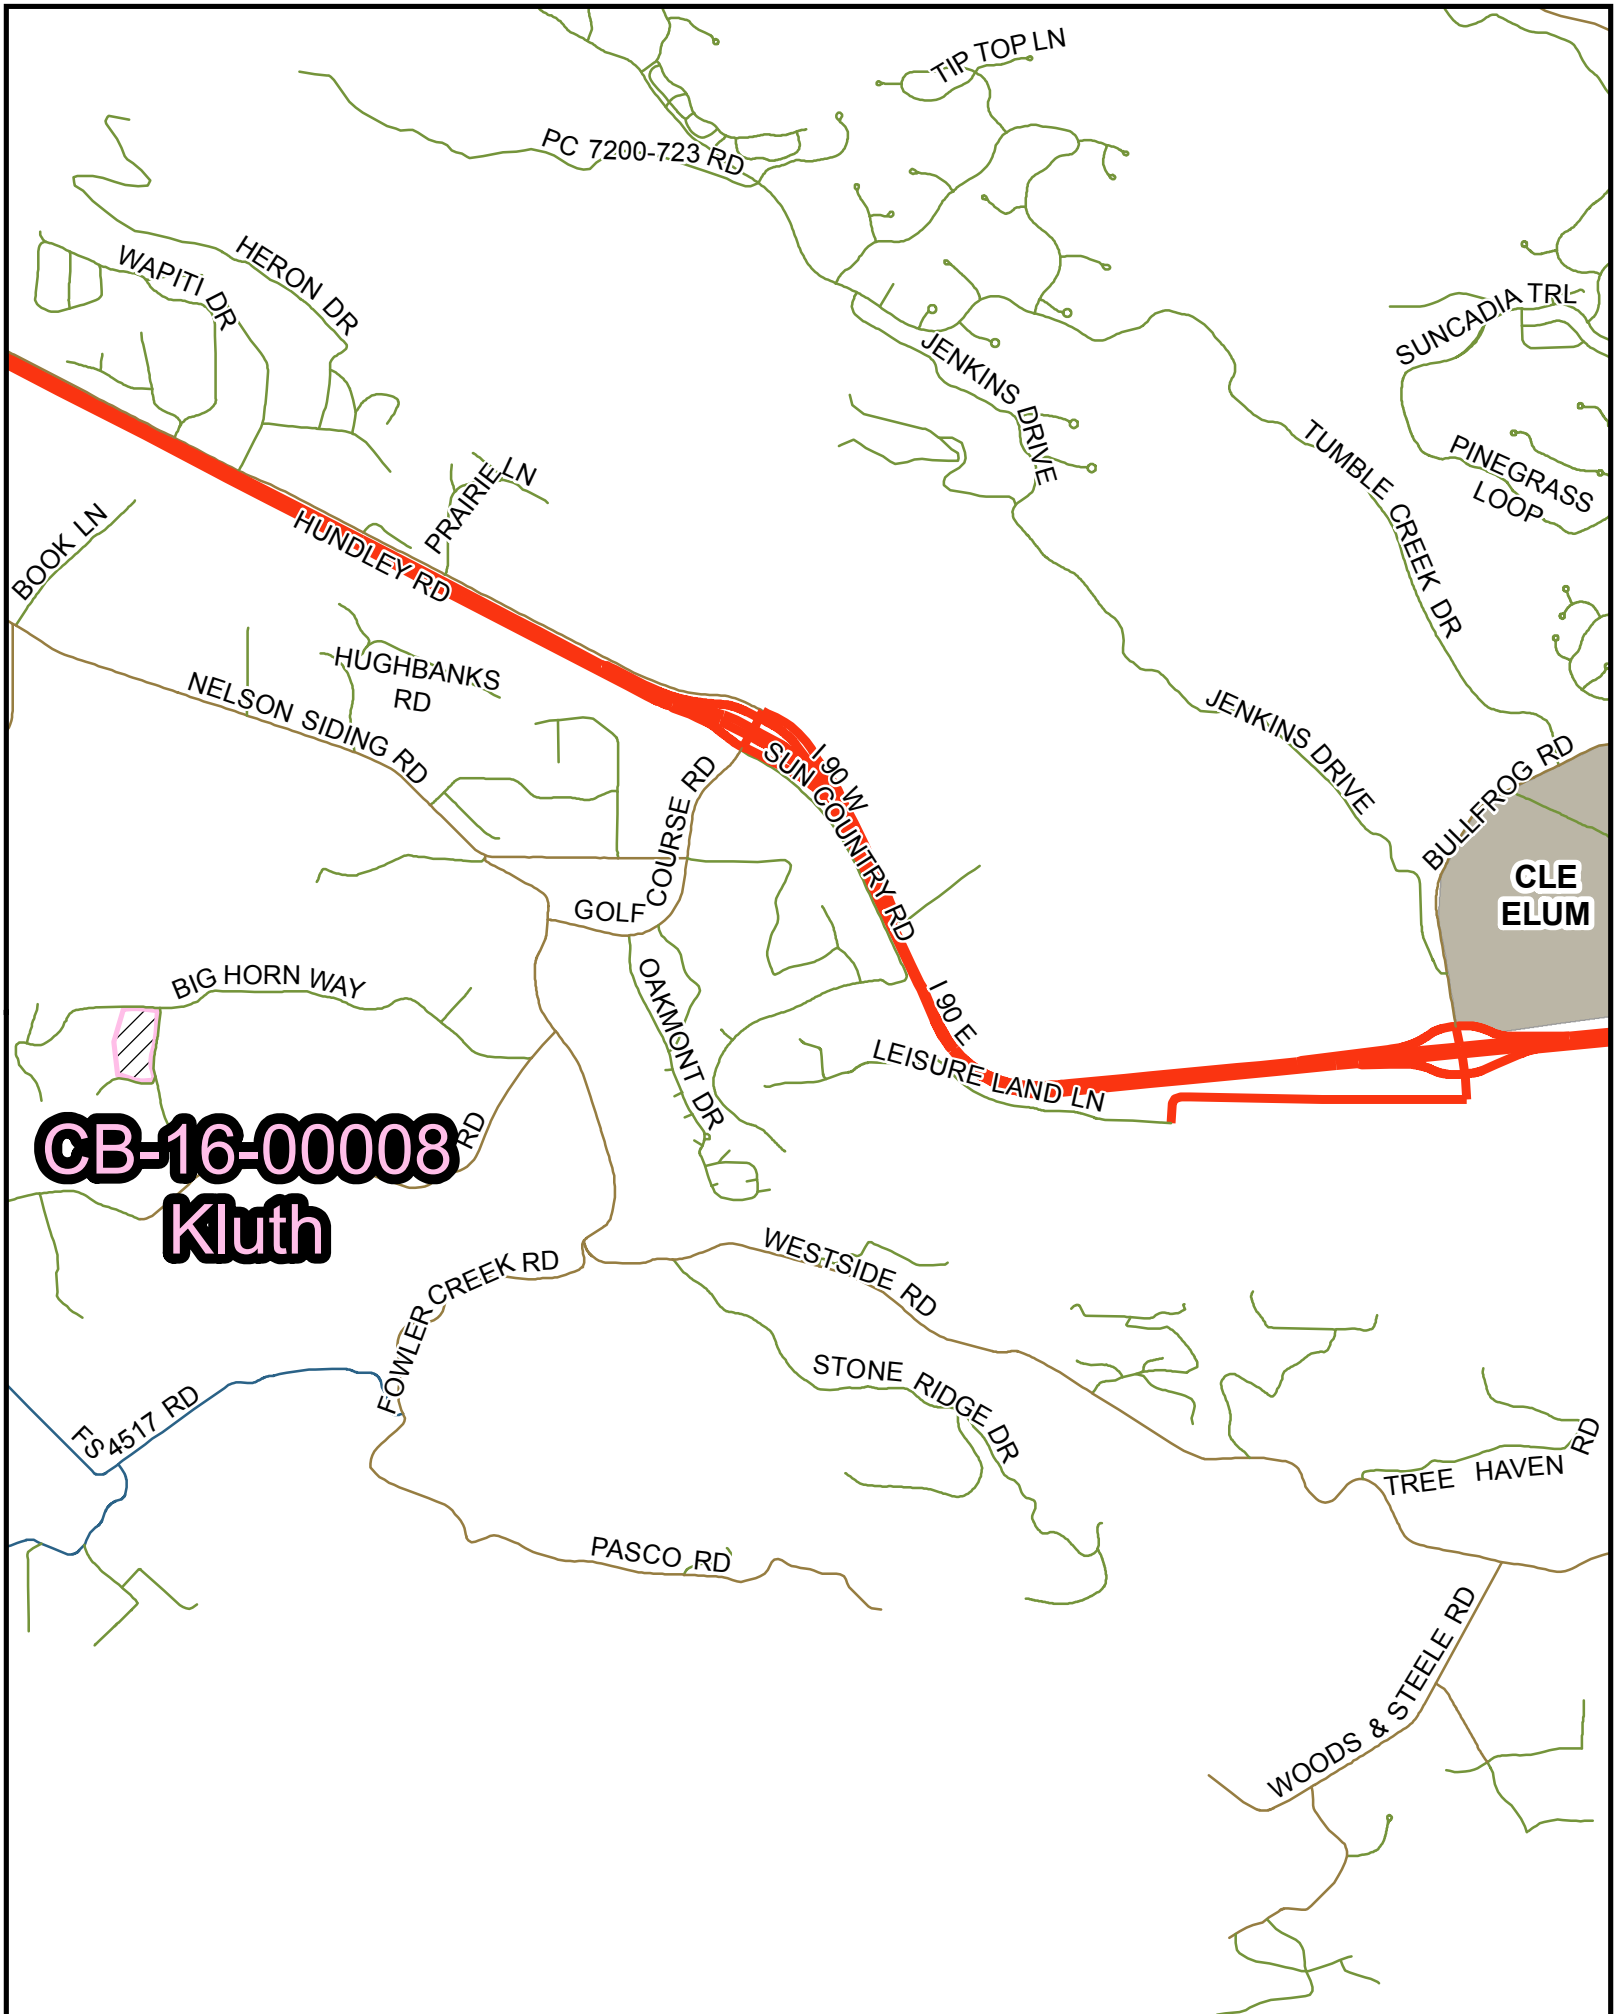 TIP TOP LN
PC 7200-723 RD
HERON DR
WAPITI DR
SUNCADIA TRL
JENKINS DRIVE
TUMBLE CREEK DR
PINEGRASS
LOOP
PRAIRIE LN
BOOK LN
HUNDLEY RD
HUGHBANKS
RD
NELSON SIDING RD
JENKINS DRIVE
BULLFROG RD
I 90 W
SUN COUNTRY RD
GOLF COURSE RD
CLE
ELUM
BIG HORN WAY
OAKMONT DR
I 90 E
LEISURE LAND LN
RD
CB-16-00008
Kluth
WESTSIDE RD
FOWLER CREEK RD
STONE RIDGE DR
FS 4517 RD
TREE HAVEN RD
PASCO RD
WOODS & STEELE RD